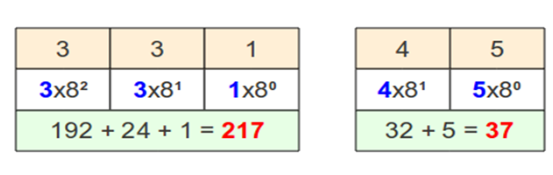 3 3 1
3x8² 3x8¹ 1x8⁰
192 + 24 + 1 = 217
4 5
4x8¹ 5x8⁰
32 + 5 = 37